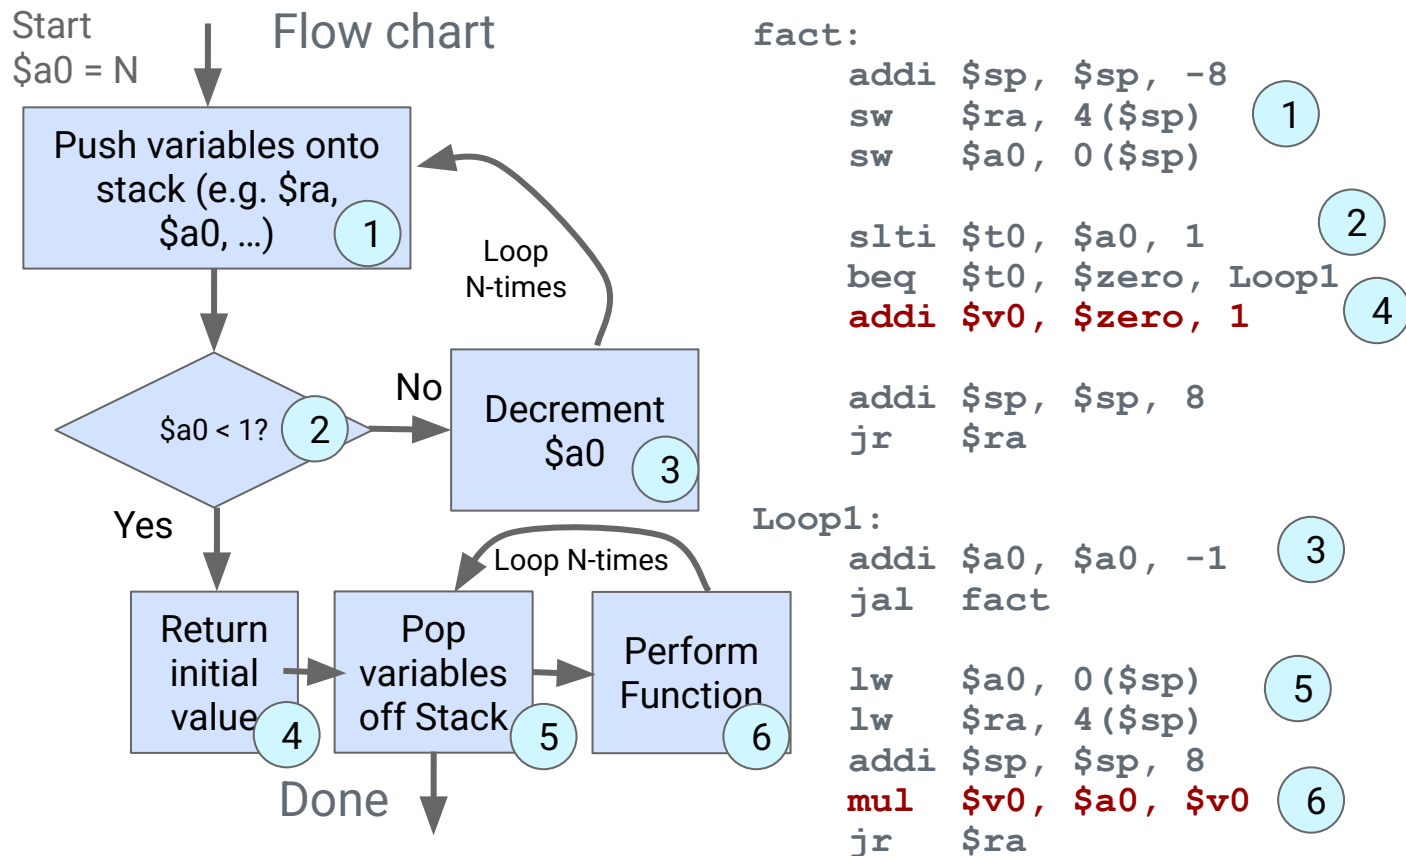 Start
$a0 = N
Flow chart
Push variables onto
stack (e.g. $ra,
$a0, …)
1
Loop
N-times
$a0 < 1?
2
No
Decrement
$a0
3
Yes
Loop N-times
Return
initial
value
4
Pop
variables
off Stack
5
Perform
Function
6
Done
fact:
addi $sp, $sp, -8
sw $ra, 4($sp)
sw $a0, 0($sp)
1
slti $t0, $a0, 1
2
beq $t0, $zero, Loop1
addi $v0, $zero, 1
4
addi $sp, $sp, 8
jr $ra
Loop1:
addi $a0, $a0, -1
3
jal fact
lw $a0, 0($sp)
lw $ra, 4($sp)
5
addi $sp, $sp, 8
mul $v0, $a0, $v0
6
jr $ra